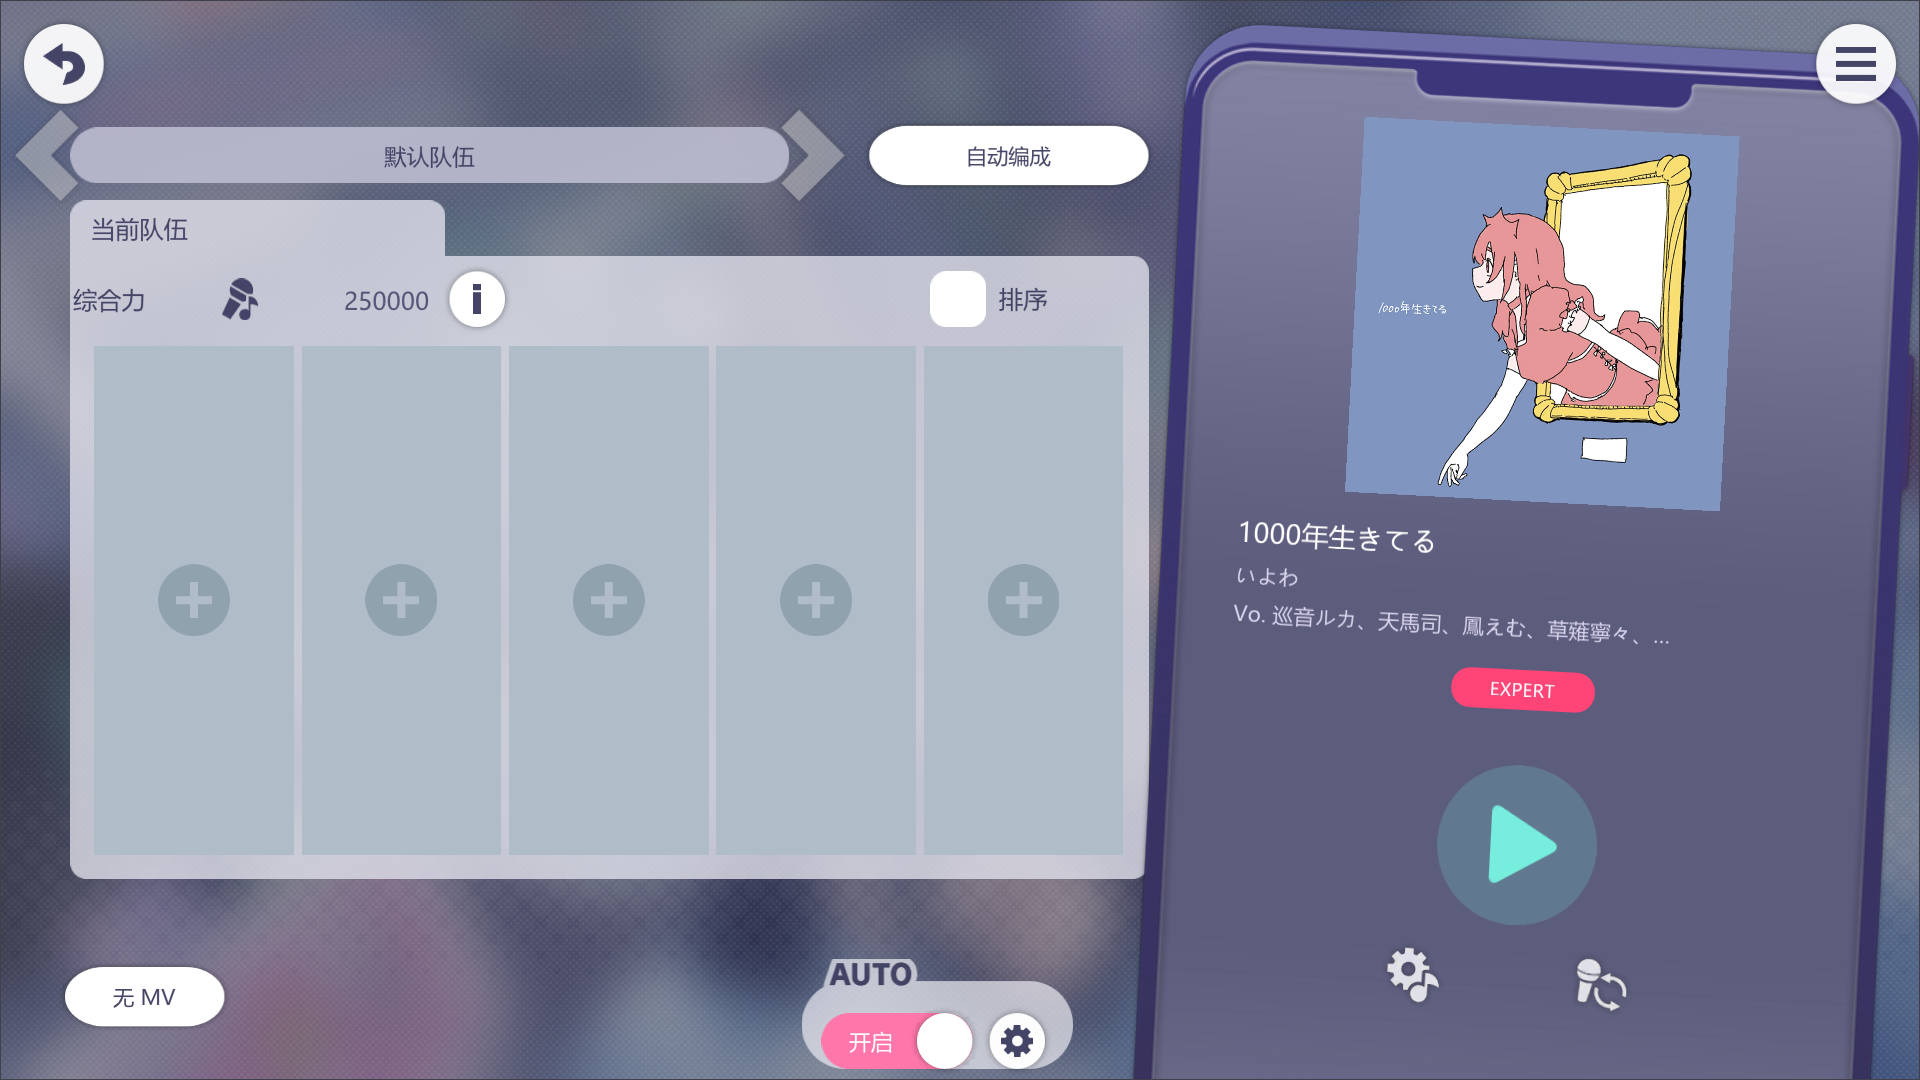 默认队伍
自动编成
当前队伍
综合力
250000
排序
1000年生きてる
1000年生きてる
いよわ
Vo. 巡音ルカ、天馬司、鳳えむ、草薙寧々、...
EXPERT
无 MV
AUTO
开启